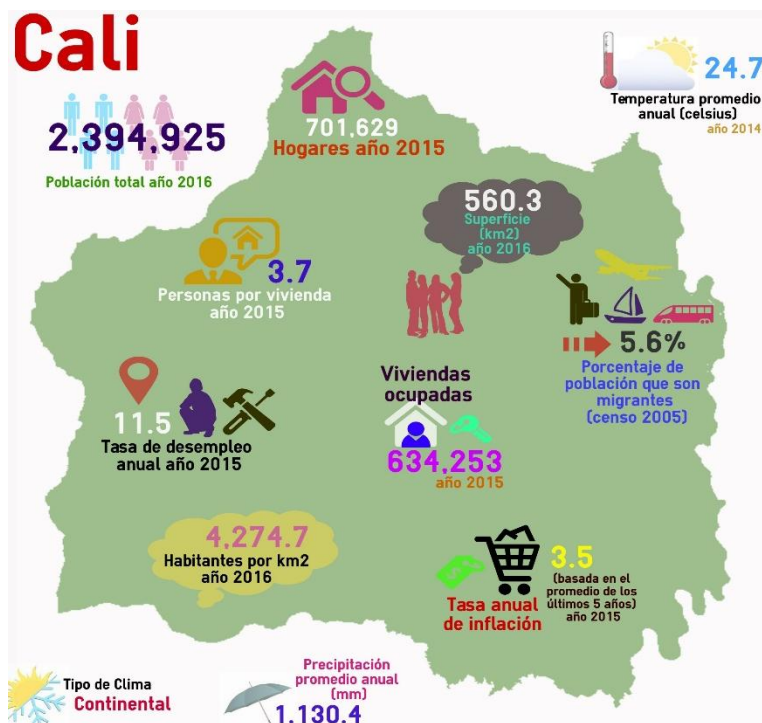 Cali
2,394,925
Población total año 2016
701,629
Hogares año 2015
24.7
Temperatura promedio
anual (celsius)
año 2014
560.3
Superficie
(km2)
año 2016
3.7
Personas por vivienda
año 2015
5.6%
Porcentaje de
población que son
migrantes
(censo 2005)
11.5
Tasa de desempleo
anual año 2015
Viviendas
ocupadas
634,253
año 2015
4,274.7
Habitantes por km2
año 2016
3.5
(basada en el
promedio de los
últimos 5 años)
año 2015
Tasa anual
de inflación
Tipo de Clima
Continental
Precipitación
promedio anual
(mm)
1,130.4